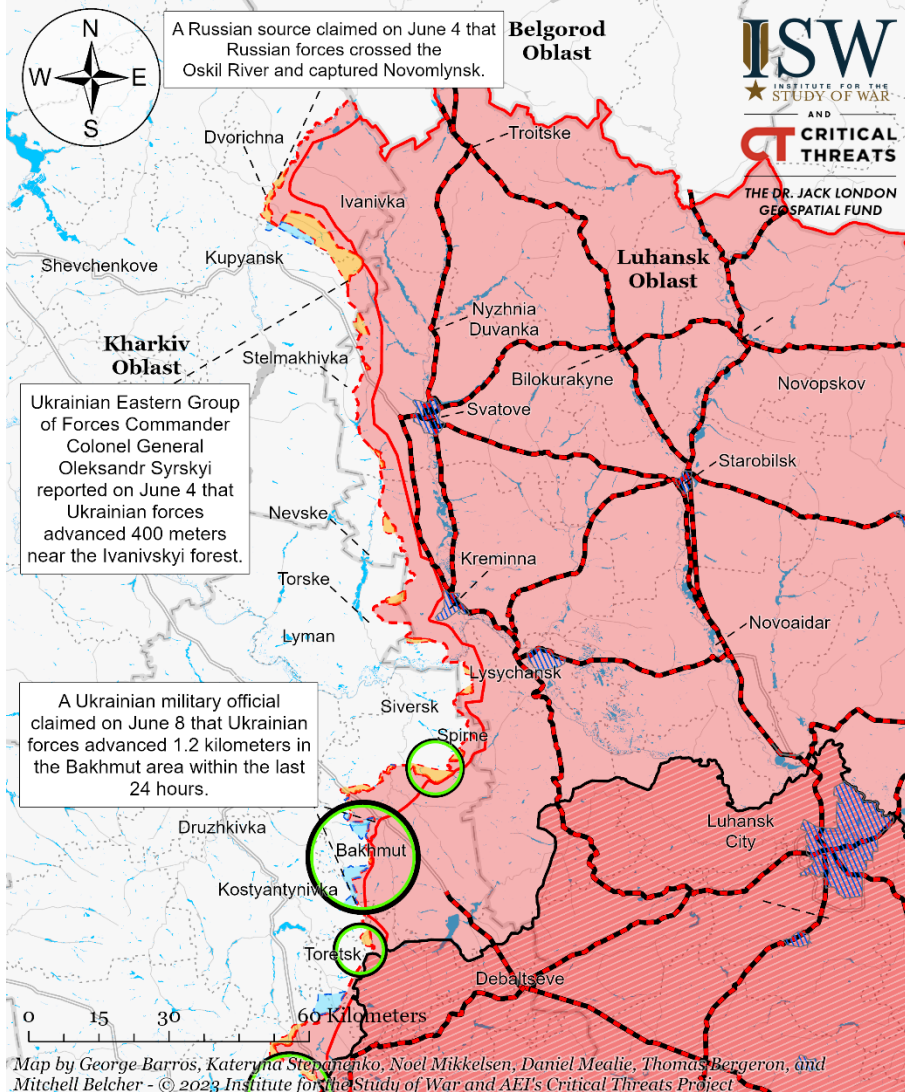 N
W
E
S
A Russian source claimed on June 4 that
Russian forces crossed the
Oskil River and captured Novomlynsk.
Belgorod
Oblast
ISW
INSTITUTE FOR THE
STUDY OF WAR
AND
CT CRITICAL
THREATS
THE DR. JACK LONDON
GEOSPATIAL FUND
Dvorichna
Troitske
Ivanivka
Shevchenkove
Kupyansk
Luhansk
Oblast
Nyzhnia
Duvanka
Kharkiv
Oblast
Stelmakhivka
Bilokurakyne
Novopskov
Svatove
Ukrainian Eastern Group
of Forces Commander
Colonel General
Oleksandr Syrskyi
reported on June 4 that
Ukrainian forces
advanced 400 meters
near the Ivanivskyi forest.
Starobilsk
Nevske
Kreminna
Torske
Lyman
Novoaidar
Lysychansk
A Ukrainian military official
claimed on June 8 that Ukrainian
forces advanced 1.2 kilometers in
the Bakhmut area within the last
24 hours.
Siversk
Spirne
Druzhkivka
Luhansk
City
Bakhmut
Kostyantynivka
Toretsk
Debaltseve
0 15 30 60 Kilometers
Map by George Barros, Kateryna Stepanenko, Noel Mikkelsen, Daniel Mealie, Thomas Bergeron, and
Mitchell Belcher - © 2023 Institute for the Study of War and AEI's Critical Threats Project